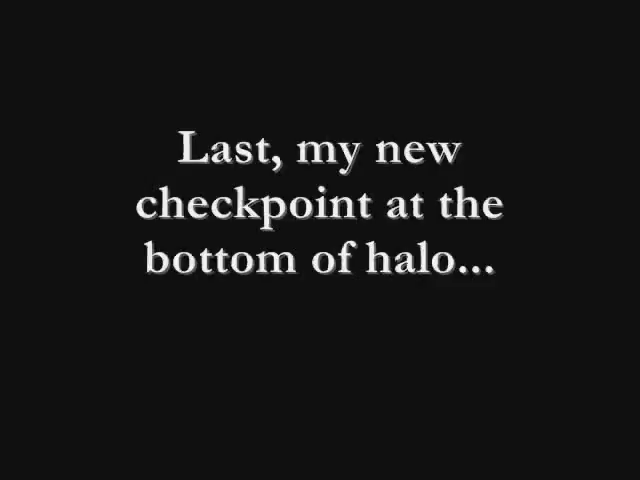 Last, my new
checkpoint at the
bottom of halo...